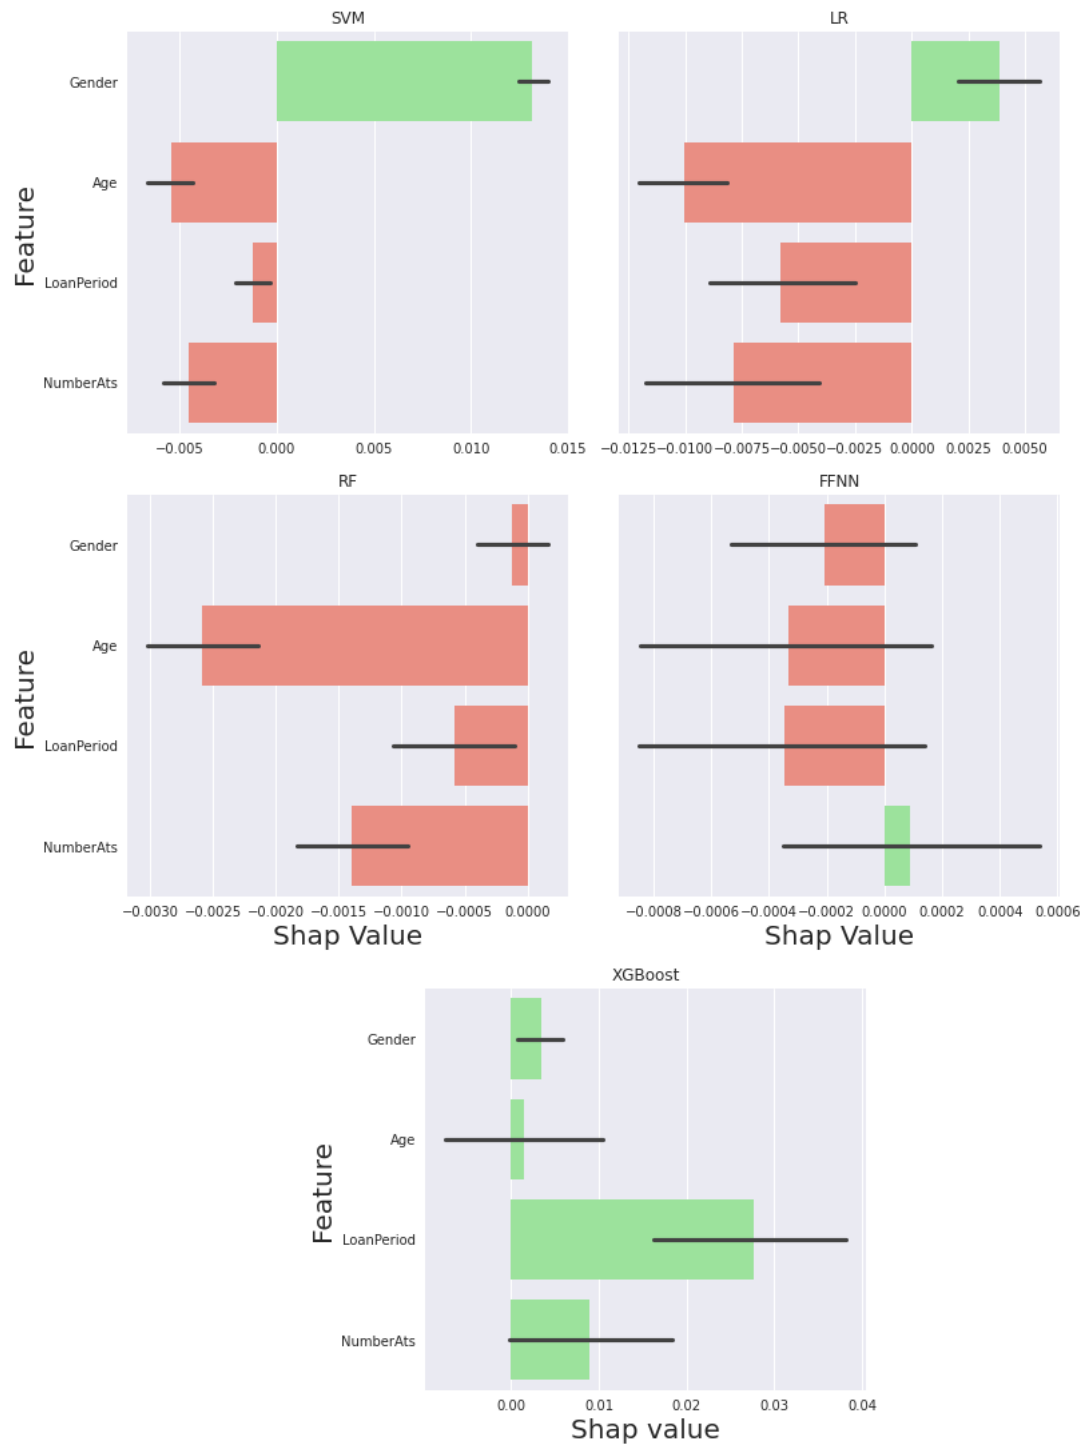 SVM
LR
Gender
Age
LoanPeriod
NumberAts
Feature
−0.005 0.000 0.005 0.010 0.015
−0.0125 −0.0100 −0.0075 −0.0050 −0.0025 0.0000 0.0025 0.0050
RF
FFNN
Gender
Age
LoanPeriod
NumberAts
Feature
−0.0030 −0.0025 −0.0020 −0.0015 −0.0010 −0.0005 0.0000
Shap Value
−0.0008 −0.0006 −0.0004 −0.0002 0.0000 0.0002 0.0004 0.0006
Shap Value
XGBoost
Gender
Age
LoanPeriod
NumberAts
Feature
0.00 0.01 0.02 0.03 0.04
Shap value